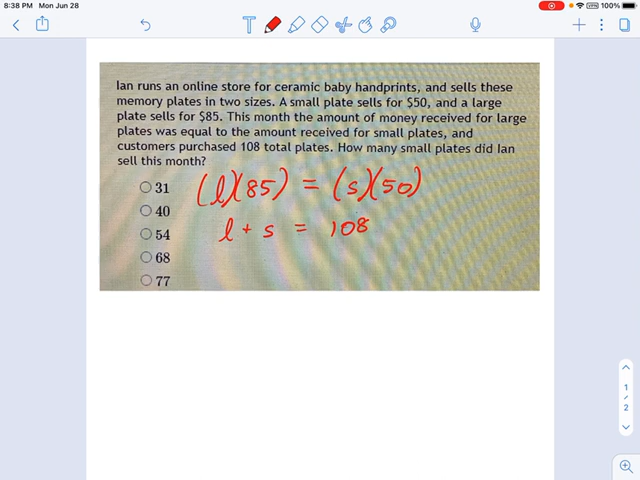 8:38 PM Mon Jun 28
VPN 100%
T
Ian runs an online store for ceramic baby handprints, and sells these
memory plates in two sizes. A small plate sells for $50, and a large
plate sells for $85. This month the amount of money received for large
plates was equal to the amount received for small plates, and
customers purchased 108 total plates. How many small plates did Ian
sell this month?
31
(l)(85) = (s)(50)
40
l + s = 108
54
68
77
1
/
2